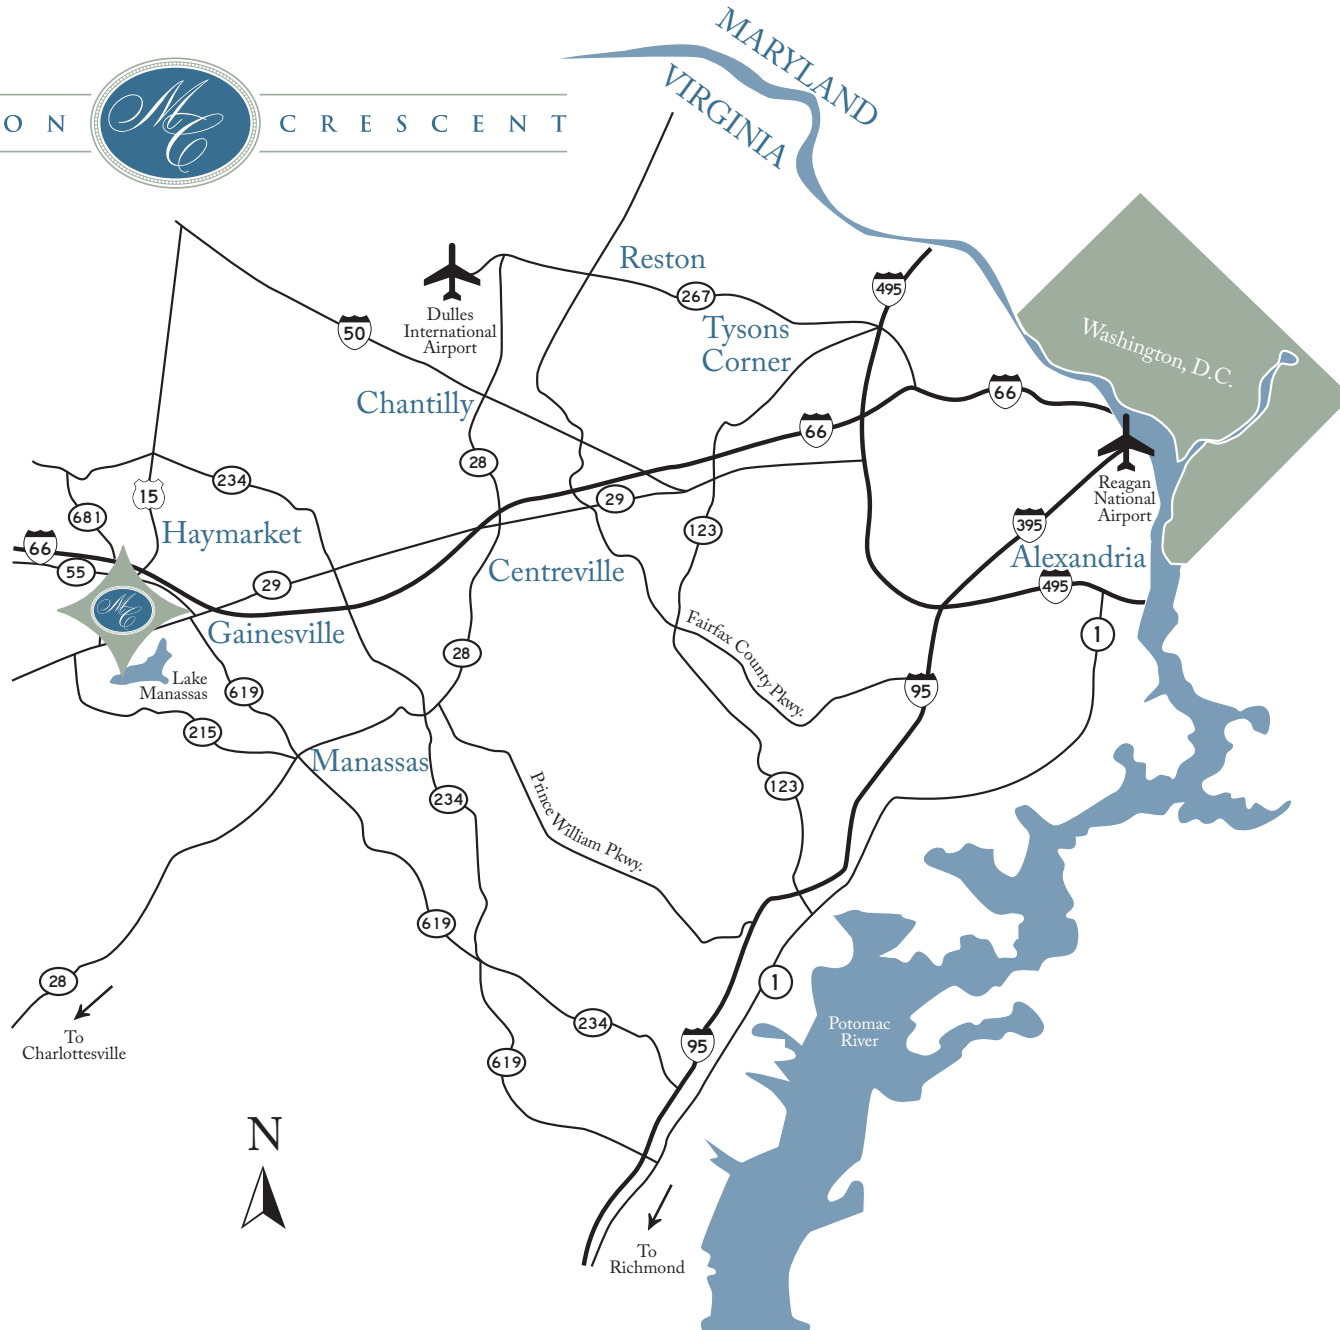 MARYLAND
VIRGINIA
ON MC CRESCENT
Reston
267
495
Tysons
Corner
Dulles
International
Airport
50
Washington, D.C.
Chantilly
66
66
28
234
15
29
681
Haymarket
123
Reagan
National
Airport
395
66
55
29
Centreville
Alexandria
495
MC
Gainesville
Fairfax County Pkwy.
1
28
Lake
Manassas
619
95
215
Manassas
234
Prince William Pkwy.
123
619
28
1
To
Charlottesville
234
95
Potomac
River
619
N
To
Richmond